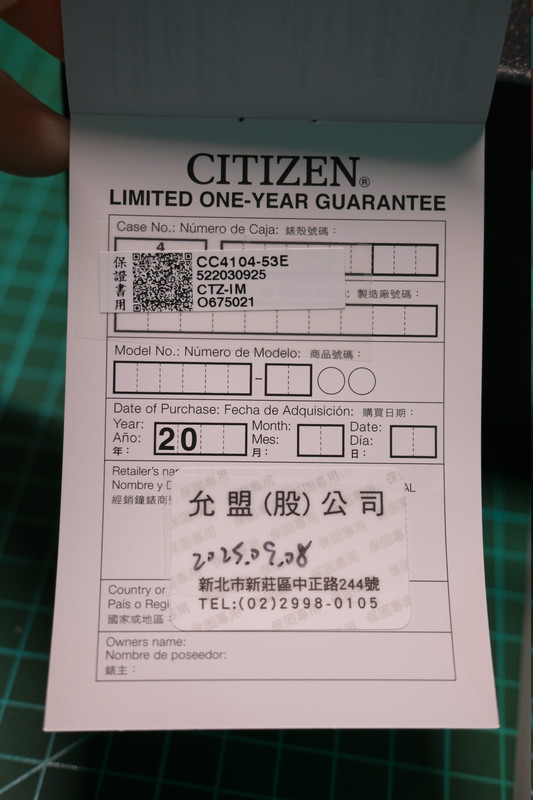 CITIZEN®
LIMITED ONE-YEAR GUARANTEE
Case No.: Número de Caja: 錶殼號碼：
4
保證書用
CC4104-53E
522030925
CTZ-IM
O675021
製造廠號碼：
Model No.: Número de Modelo: 商品號碼：
–
Date of Purchase: Fecha de Adquisición: 購買日期：
Year: Month: Date:
Año: 20 Mes: Día:
年： 月： 日：
Retailer's
Nombre y
經銷鐘錶商
允盟(股)公司
2025.09.08
新北市新莊區中正路244號
TEL:(02)2998-0105
保固專用
Country or
País o
國家或地區：
Owners name:
Nombre de poseedor:
錶主：